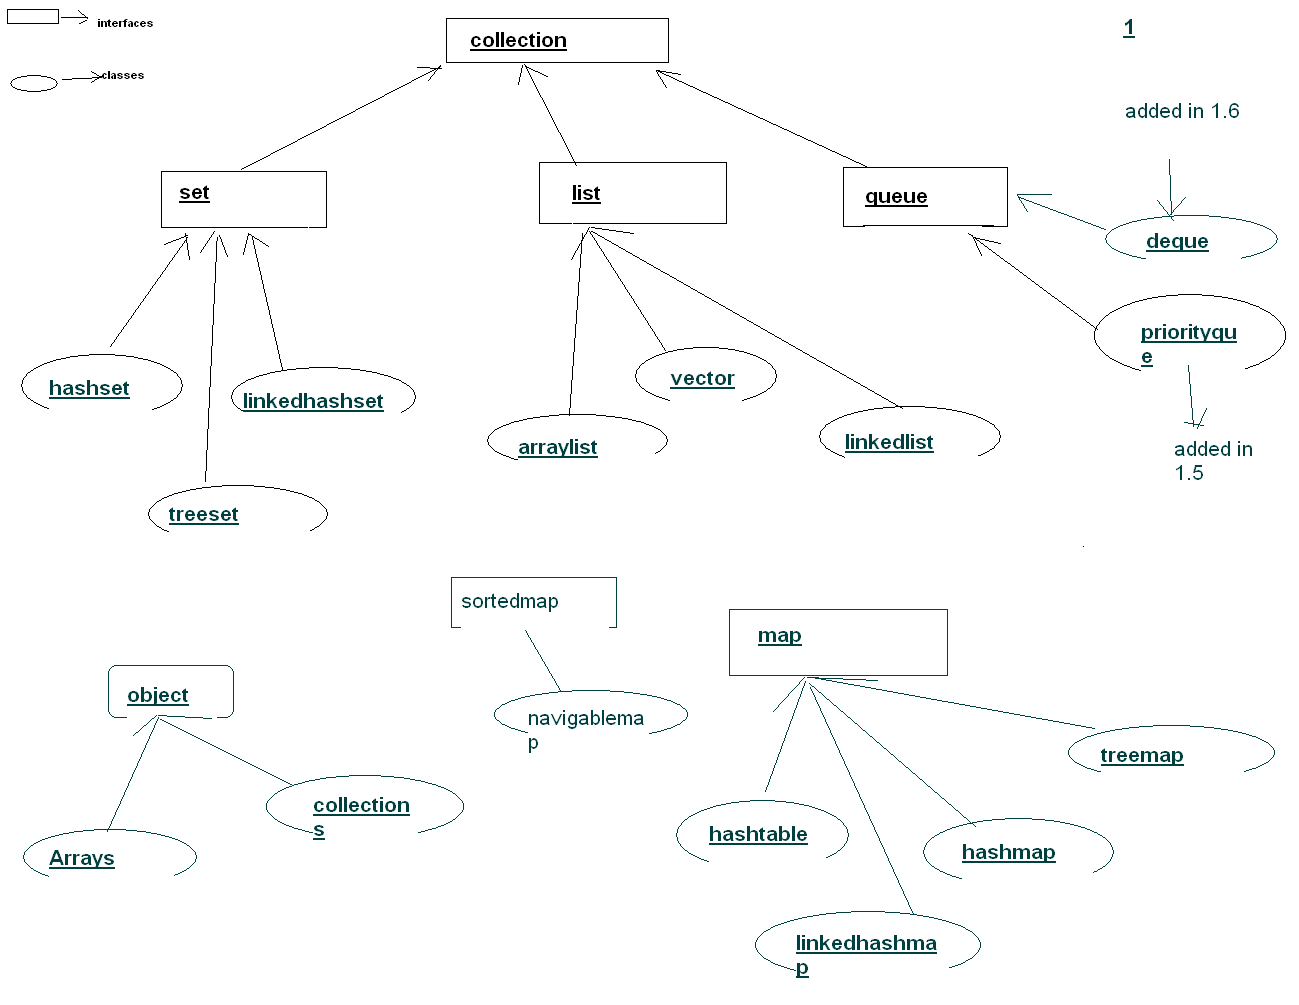 interfaces
collection
1
classes
added in 1.6
set
list
queue
deque
priorityqu
e
hashset
linkedhashset
vector
arraylist
linkedlist
added in
1.5
treeset
sortedmap
map
object
navigablema
p
treemap
collection
s
hashtable
Arrays
hashmap
linkedhashma
p